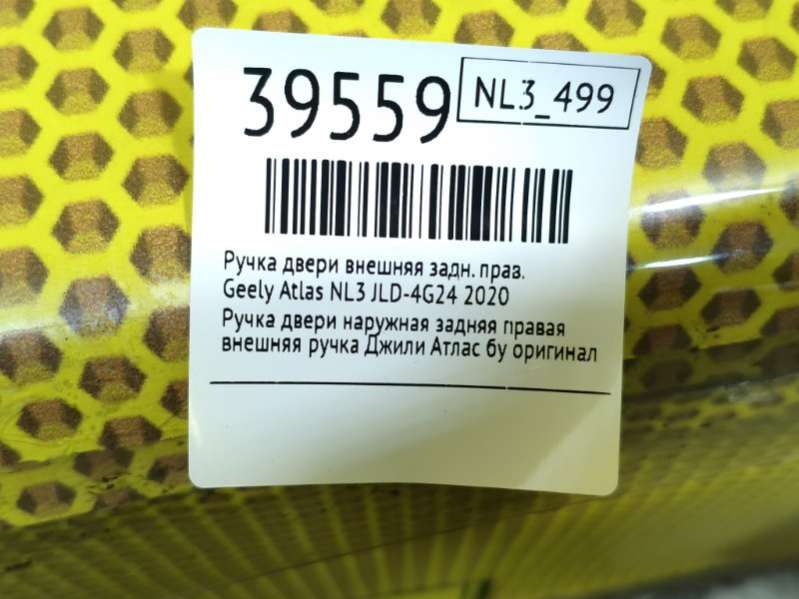 39559
NL3_499
Ручка двери внешняя задн. прав.
Geely Atlas NL3 JLD-4G24 2020
Ручка двери наружная задняя правая
внешняя ручка Джили Атлас бу оригинал